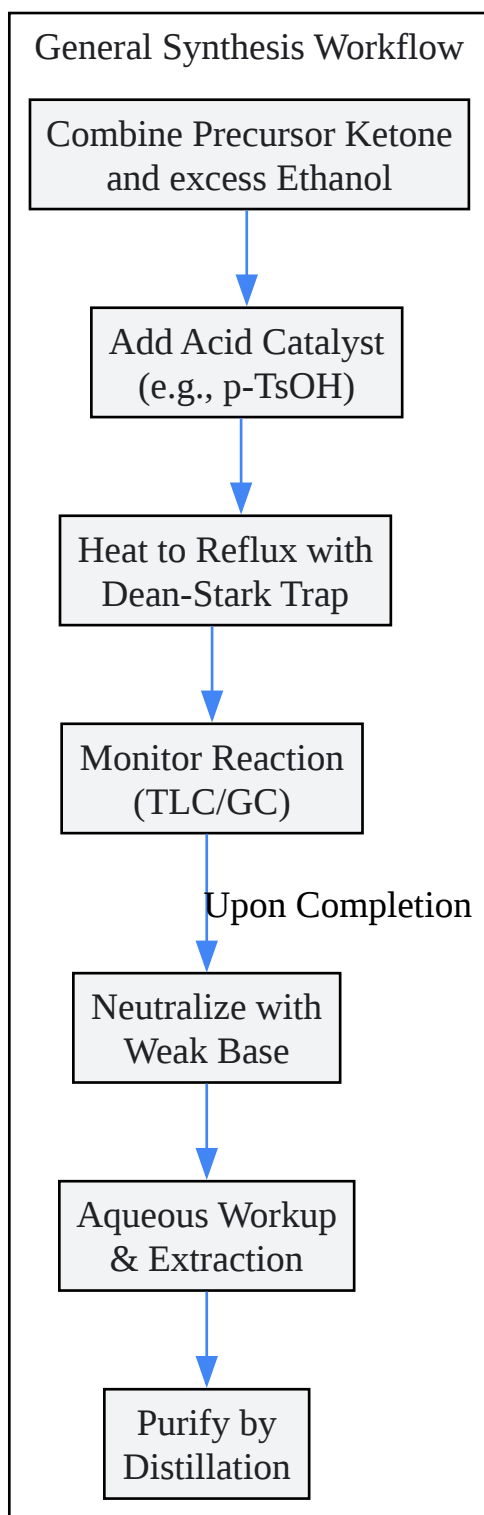 General Synthesis Workflow
Combine Precursor Ketone
and excess Ethanol
Add Acid Catalyst
(e.g., p-TsOH)
Heat to Reflux with
Dean-Stark Trap
Monitor Reaction
(TLC/GC)
Upon Completion
Neutralize with
Weak Base
Aqueous Workup
& Extraction
Purify by
Distillation